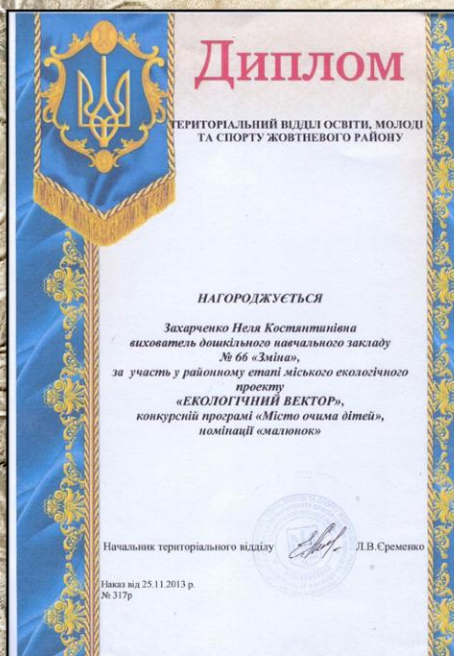 Диплом
ТЕРИТОРІАЛЬНИЙ ВІДДІЛ ОСВІТИ, МОЛОДІ
ТА СПОРТУ ЖОВТНЕВОГО РАЙОНУ
НАГОРОДЖУЄТЬСЯ
Захарченко Неля Костянтинівна
вихователь дошкільного навчального закладу
№ 66 «Зміна»,
за участь у районному етапі міського екологічного
проекту
«ЕКОЛОГІЧНИЙ ВЕКТОР»,
конкурсній програмі «Місто очима дітей»,
номінації «малюнок»
Начальник територіального відділу Л.В.Єременко
Наказ від 25.11.2013 р.
№ 317р